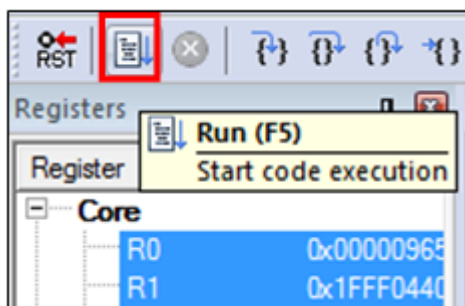 RST
{} {} {} {}
Registers
Run (F5)
Register
Start code execution
Core
R0 0x00000965
R1 0x1FFF0440